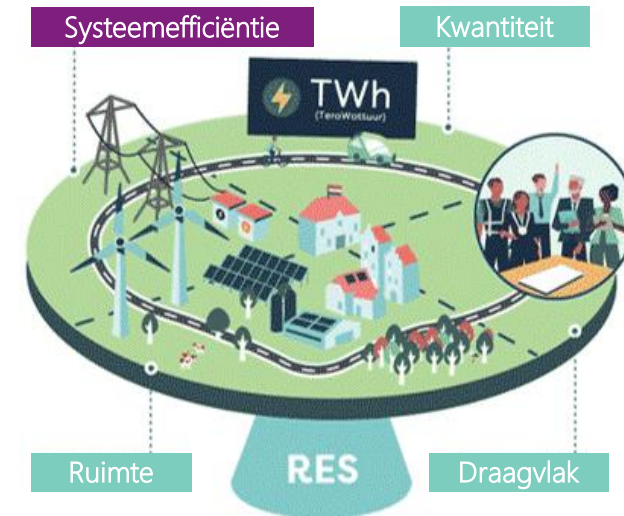 Systeemefficiëntie
Kwantiteit
TWh
(TeraWattuur)
Ruimte
RES
Draagvlak